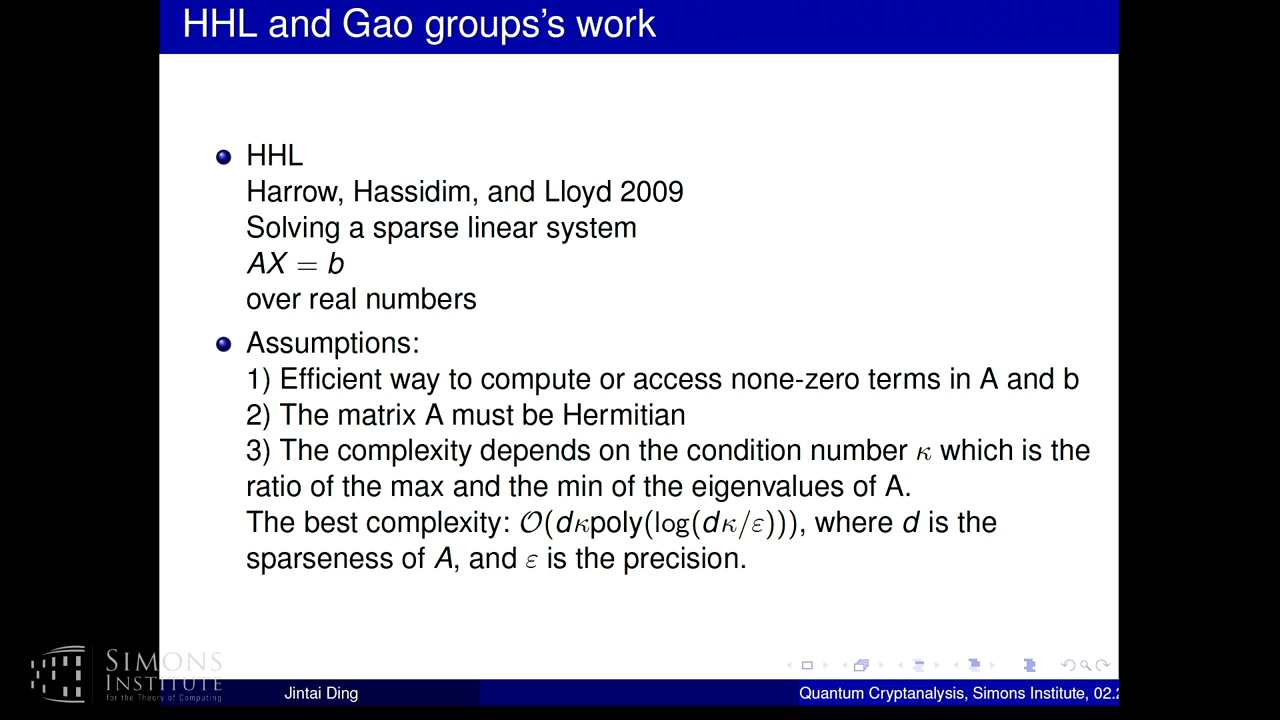 HHL and Gao groups's work
HHL
Harrow, Hassidim, and Lloyd 2009
Solving a sparse linear system
AX = b
over real numbers
Assumptions:
1) Efficient way to compute or access none-zero terms in A and b
2) The matrix A must be Hermitian
3) The complexity depends on the condition number κ which is the
ratio of the max and the min of the eigenvalues of A.
The best complexity: 𝒪(dκpoly(log(dκ/ε))), where d is the
sparseness of A, and ε is the precision.
SIMONS
INSTITUTE
for the Theory of Computing
Jintai Ding
Quantum Cryptanalysis, Simons Institute, 02.2